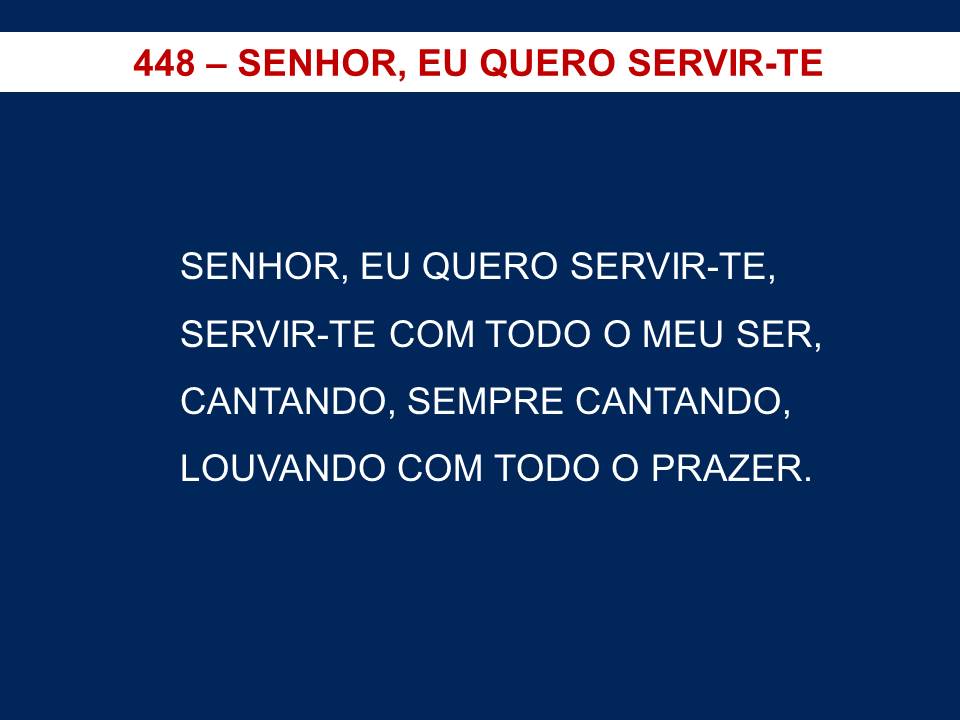 448 – SENHOR, EU QUERO SERVIR-TE
SENHOR, EU QUERO SERVIR-TE,
SERVIR-TE COM TODO O MEU SER,
CANTANDO, SEMPRE CANTANDO,
LOUVANDO COM TODO O PRAZER.